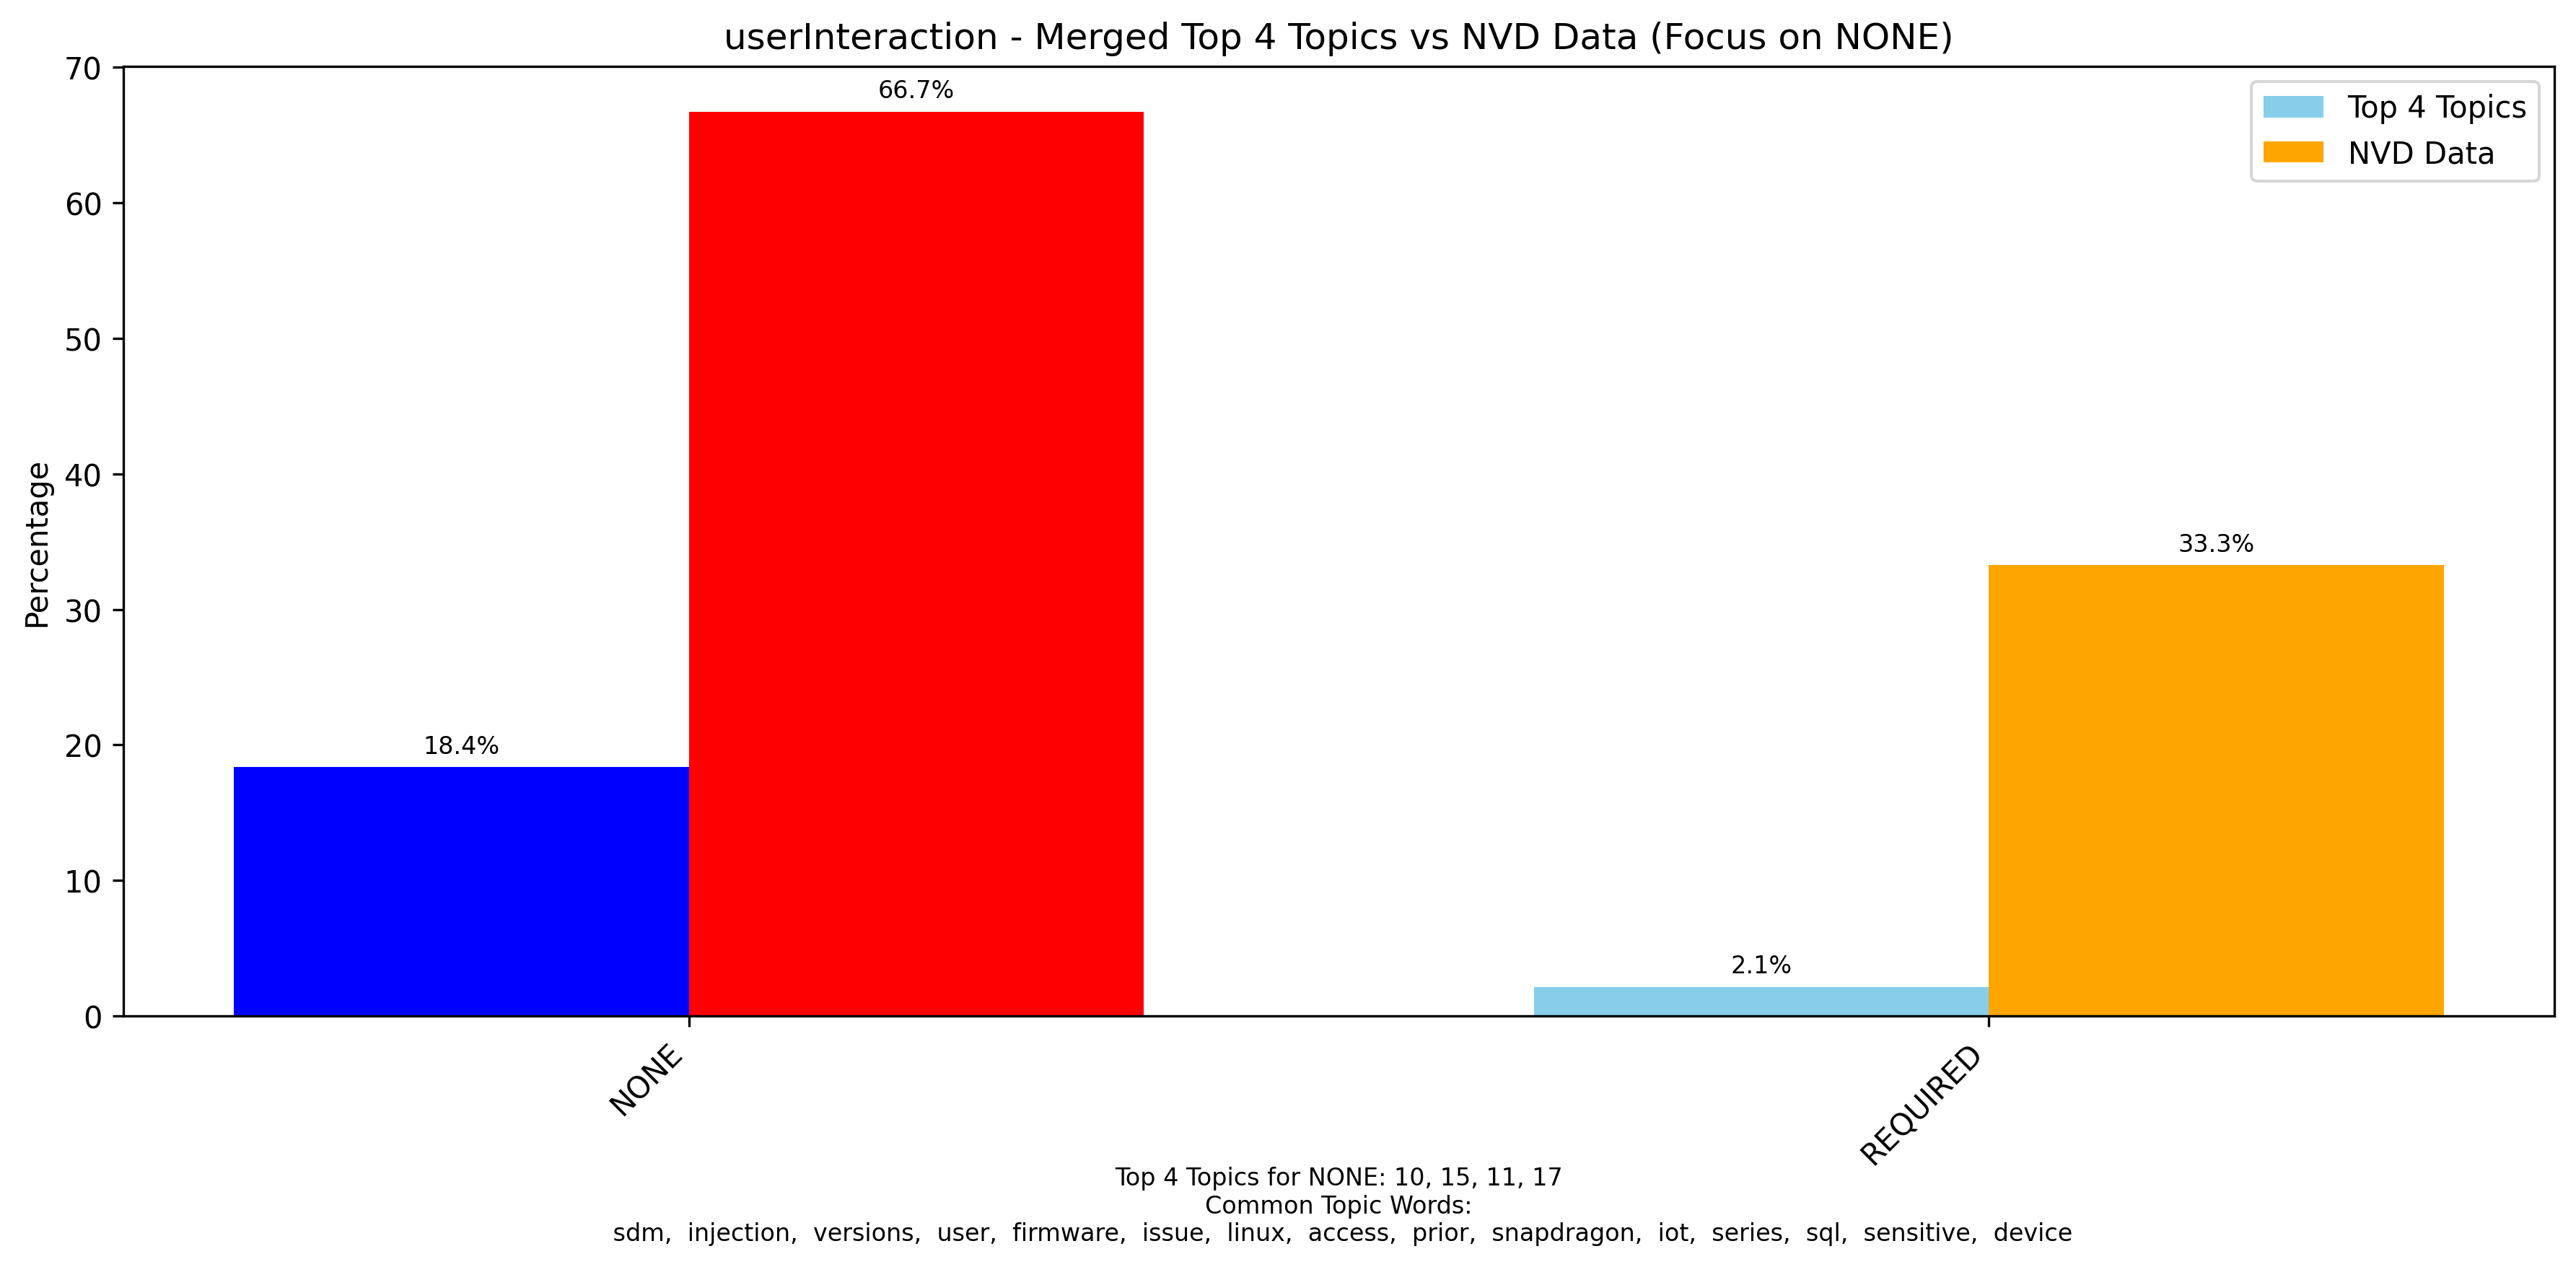 userInteraction - Merged Top 4 Topics vs NVD Data (Focus on NONE)
Top 4 Topics
NVD Data
Percentage
70
60
50
40
30
20
10
0
18.4%
66.7%
2.1%
33.3%
NONE
REQUIRED
Top 4 Topics for NONE: 10, 15, 11, 17
Common Topic Words:
sdm, injection, versions, user, firmware, issue, linux, access, prior, snapdragon, iot, series, sql, sensitive, device